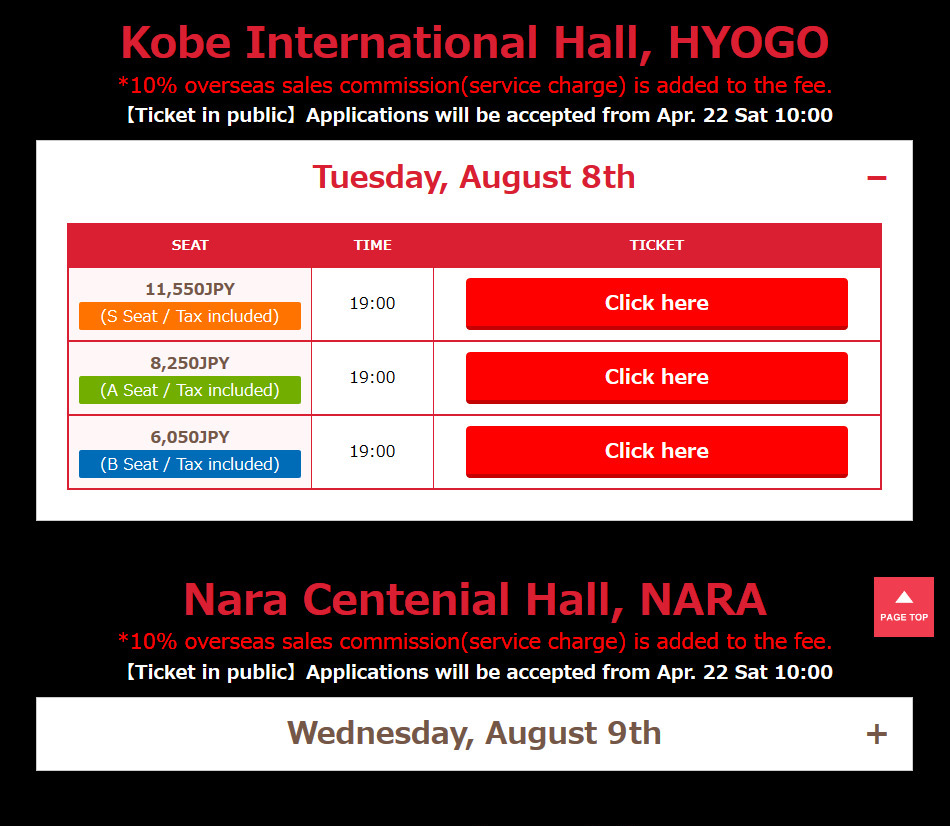 Kobe International Hall, HYOGO
*10% overseas sales commission(service charge) is added to the fee.
【Ticket in public】Applications will be accepted from Apr. 22 Sat 10:00
Tuesday, August 8th −
SEAT TIME TICKET
11,550JPY
(S Seat / Tax included) 19:00 Click here
8,250JPY
(A Seat / Tax included) 19:00 Click here
6,050JPY
(B Seat / Tax included) 19:00 Click here
Nara Centenial Hall, NARA
PAGE TOP
*10% overseas sales commission(service charge) is added to the fee.
【Ticket in public】Applications will be accepted from Apr. 22 Sat 10:00
Wednesday, August 9th +